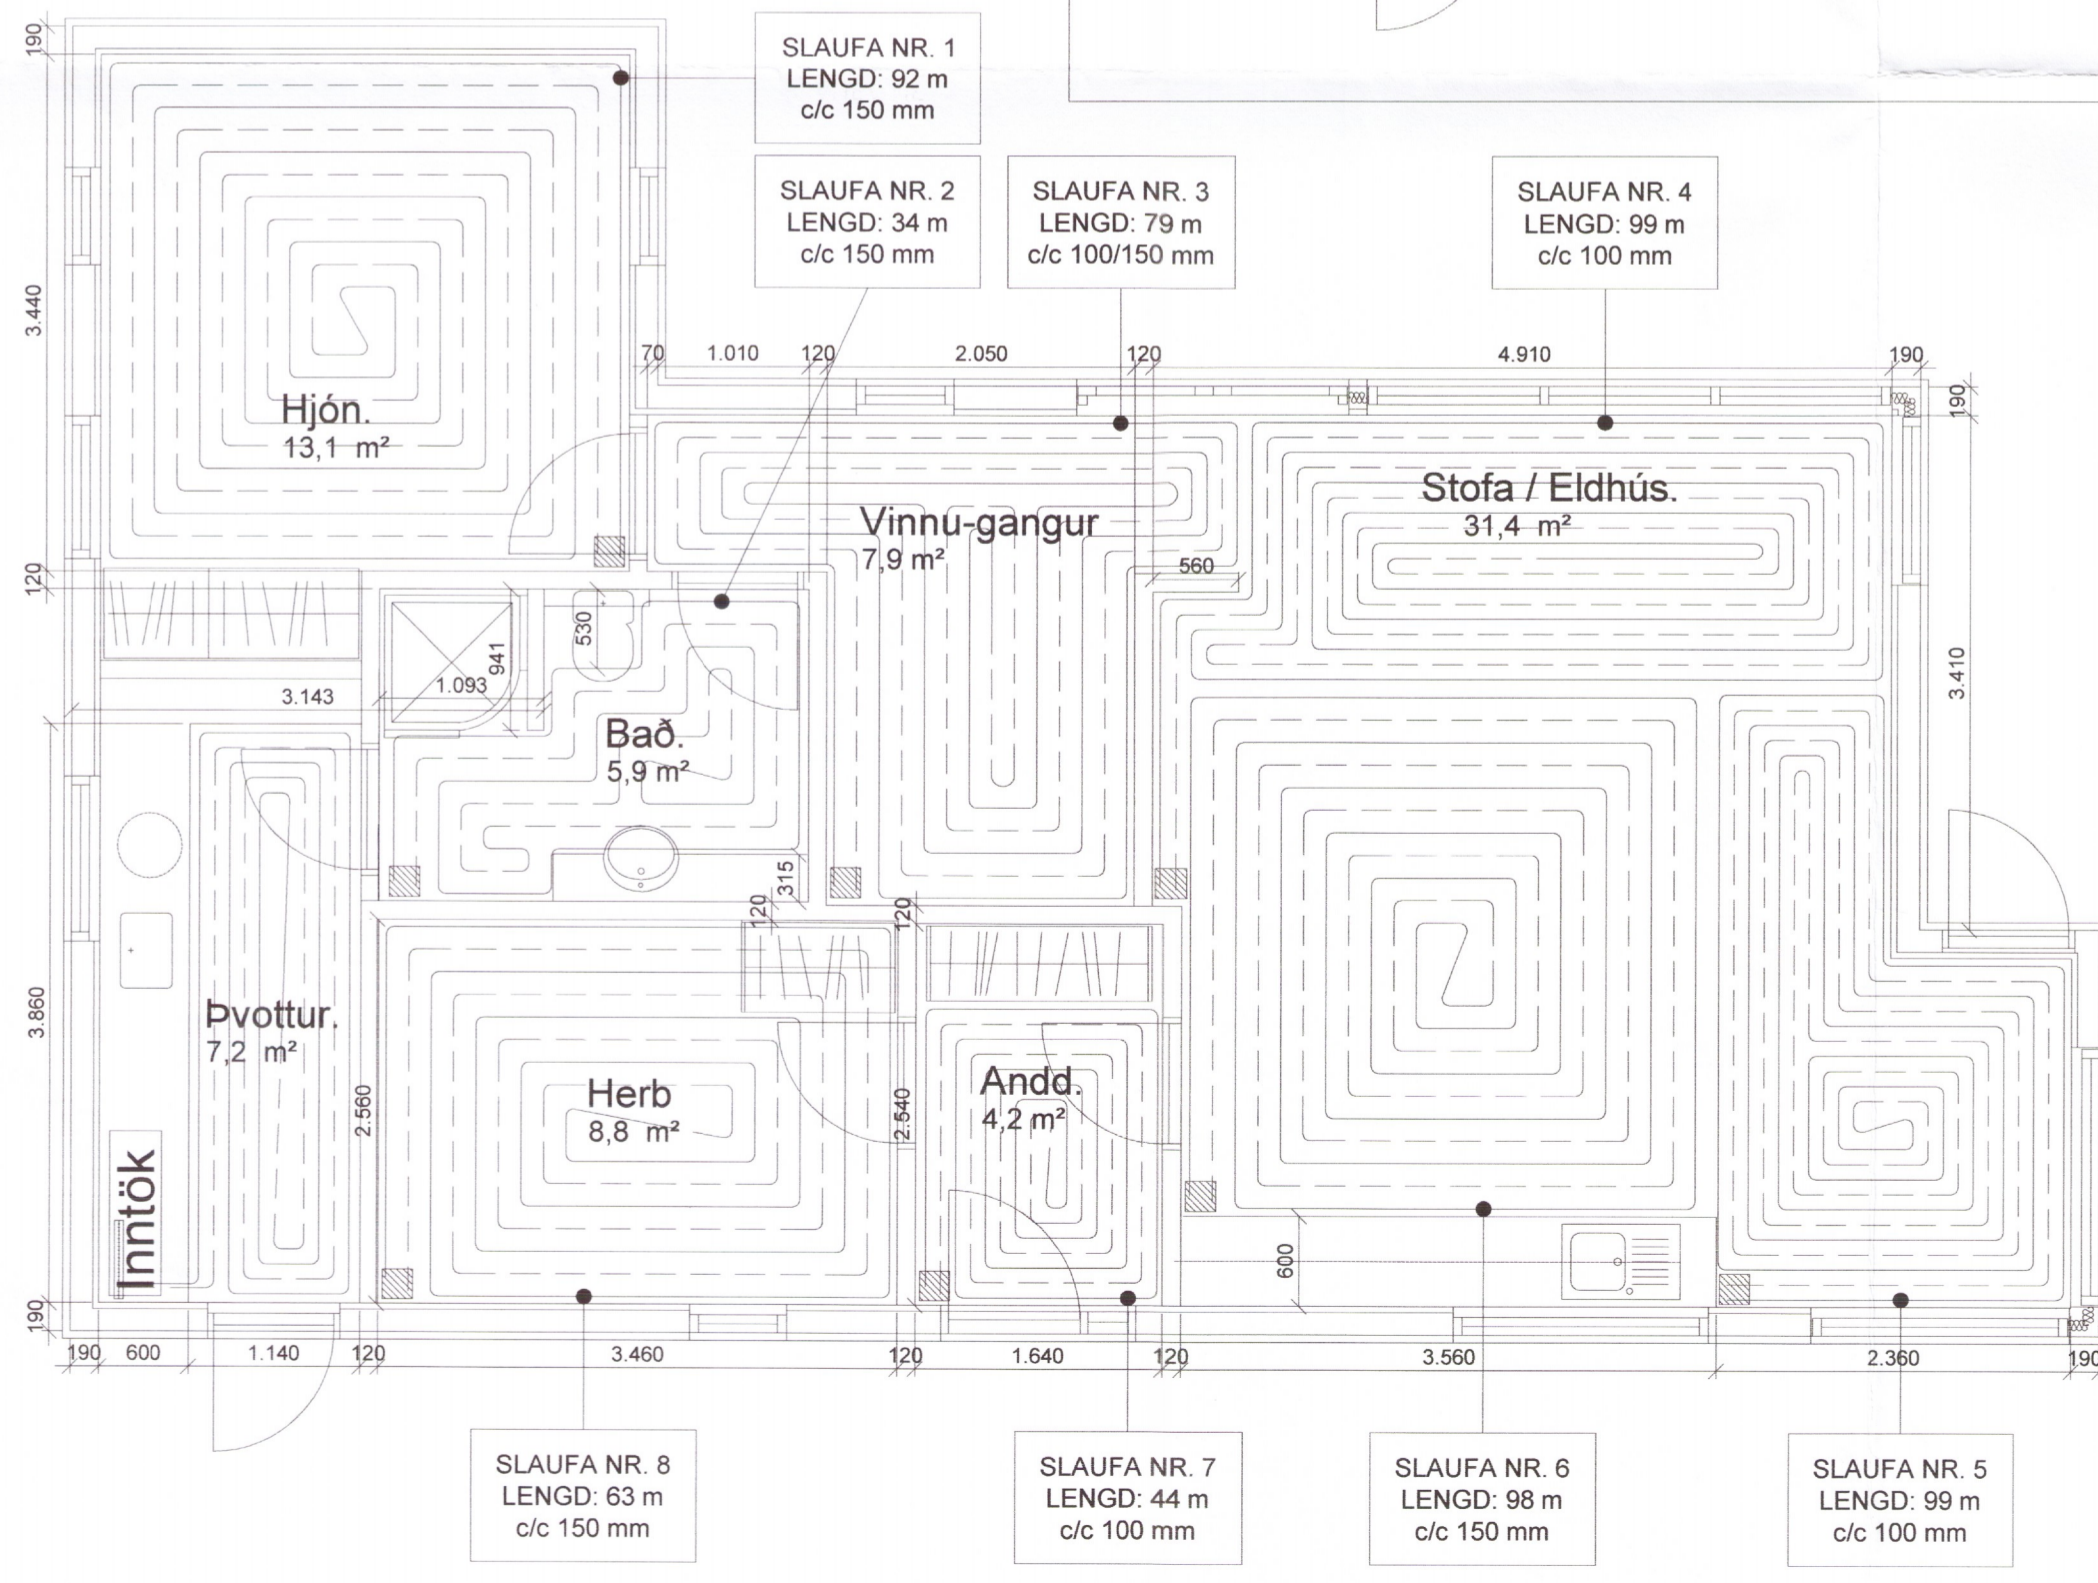 SLAUFA NR. 1
LENGD: 92 m
c/c 150 mm
SLAUFA NR. 2
LENGD: 34 m
c/c 150 mm
SLAUFA NR. 3
LENGD: 79 m
c/c 100/150 mm
SLAUFA NR. 4
LENGD: 99 m
c/c 100 mm
190
3.440
120
3.860
190
70
1.010
120
2.050
120
4.910
190
190
3.410
Hjón.
13,1 m²
Vinnu-gangur
7,9 m²
Stofa / Eldhús.
31,4 m²
560
530
941
1.093
3.143
Bað.
5,9 m²
315
120
120
Þvottur.
7,2 m²
Inntök
2.560
Herb
8,8 m²
2.540
Andd.
4,2 m²
600
190
600
1.140
120
3.460
120
1.640
120
3.560
2.360
190
SLAUFA NR. 8
LENGD: 63 m
c/c 150 mm
SLAUFA NR. 7
LENGD: 44 m
c/c 100 mm
SLAUFA NR. 6
LENGD: 98 m
c/c 150 mm
SLAUFA NR. 5
LENGD: 99 m
c/c 100 mm